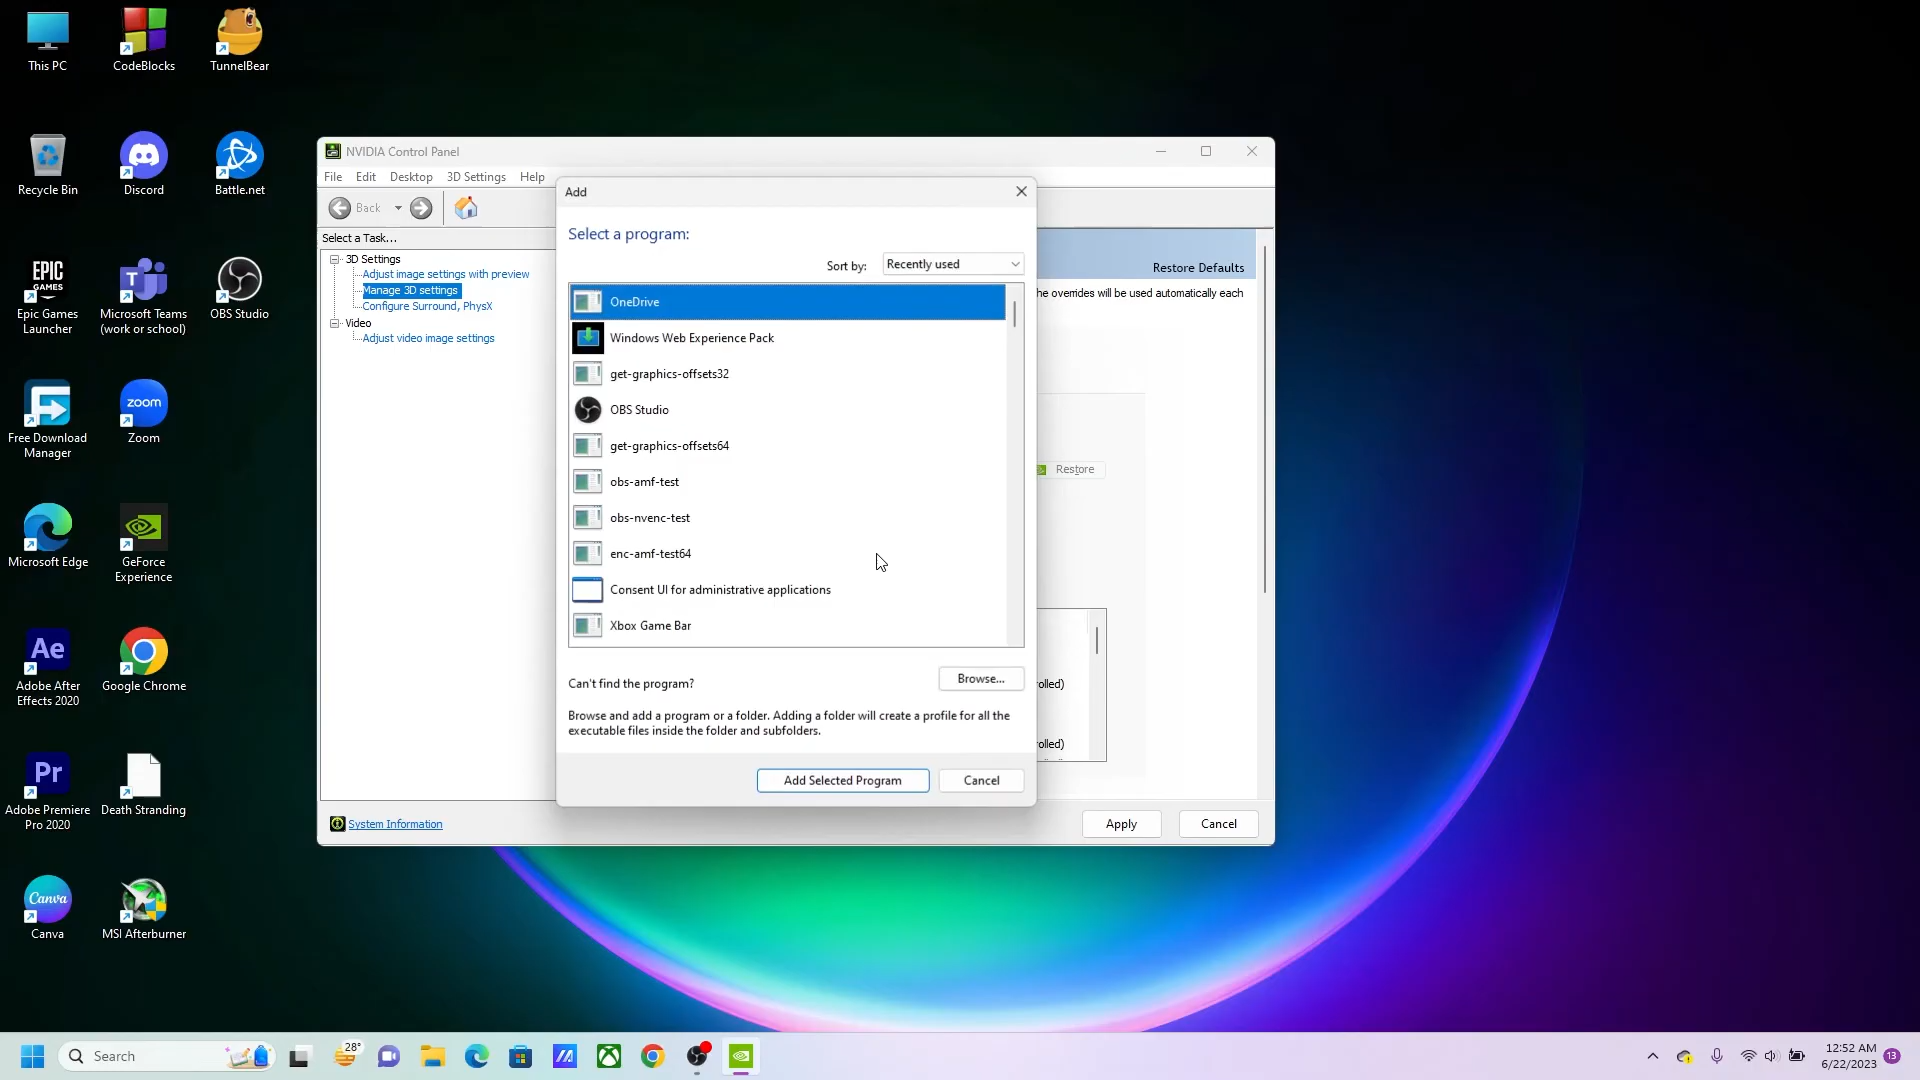 This PC
CodeBlocks
TunnelBear
Recycle Bin
Discord
Battle.net
EPIC
GAMES
Epic Games
Launcher
Microsoft Teams
(work or school)
OBS Studio
Free Download
Manager
zoom
Zoom
Microsoft Edge
GeForce
Experience
Ae
Adobe After
Effects 2020
Google Chrome
Pr
Adobe Premiere
Pro 2020
Death Stranding
Canva
Canva
MSI Afterburner
NVIDIA Control Panel
File Edit Desktop 3D Settings Help
Back
Select a Task...
3D Settings
Adjust image settings with preview
Manage 3D settings
Configure Surround, PhysX
Video
Adjust video image settings
System Information
Restore Defaults
he overrides will be used automatically each
Restore
olled)
olled)
Apply
Cancel
Add
Select a program:
Sort by: Recently used
OneDrive
Windows Web Experience Pack
get-graphics-offsets32
OBS Studio
get-graphics-offsets64
obs-amf-test
obs-nvenc-test
enc-amf-test64
Consent UI for administrative applications
Xbox Game Bar
Can't find the program?
Browse...
Browse and add a program or a folder. Adding a folder will create a profile for all the
executable files inside the folder and subfolders.
Add Selected Program
Cancel
Search
28°
12:52 AM
6/22/2023
13